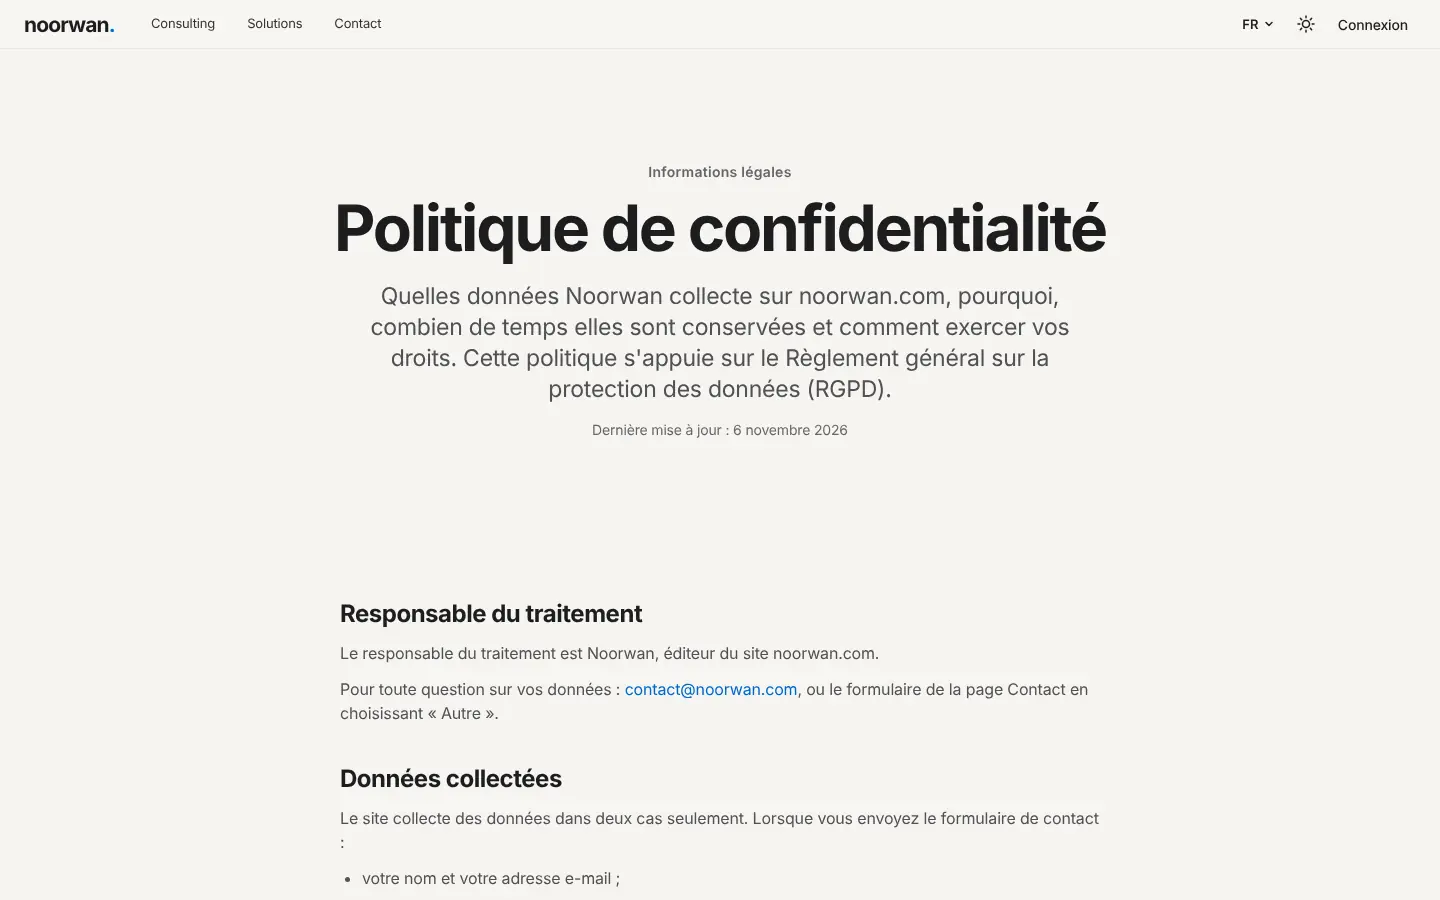 noorwan.
Consulting
Solutions
Contact
FR
Connexion
Informations légales
Politique de confidentialité
Quelles données Noorwan collecte sur noorwan.com, pourquoi,
combien de temps elles sont conservées et comment exercer vos
droits. Cette politique s'appuie sur le Règlement général sur la
protection des données (RGPD).
Dernière mise à jour : 6 novembre 2026
Responsable du traitement
Le responsable du traitement est Noorwan, éditeur du site noorwan.com.
Pour toute question sur vos données : contact@noorwan.com, ou le formulaire de la page Contact en
choisissant « Autre ».
Données collectées
Le site collecte des données dans deux cas seulement. Lorsque vous envoyez le formulaire de contact
:
• votre nom et votre adresse e-mail ;